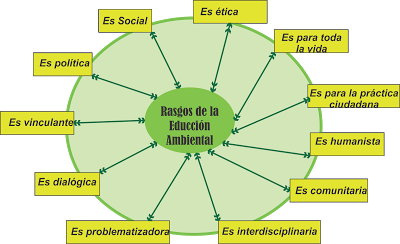 Es Social
Es ética
Es para toda
la vida
Es política
Es para la práctica
ciudadana
Rasgos de la
Educción
Ambiental
Es vinculante
Es humanista
Es dialógica
Es comunitaria
Es problematizadora
Es interdisciplinaria